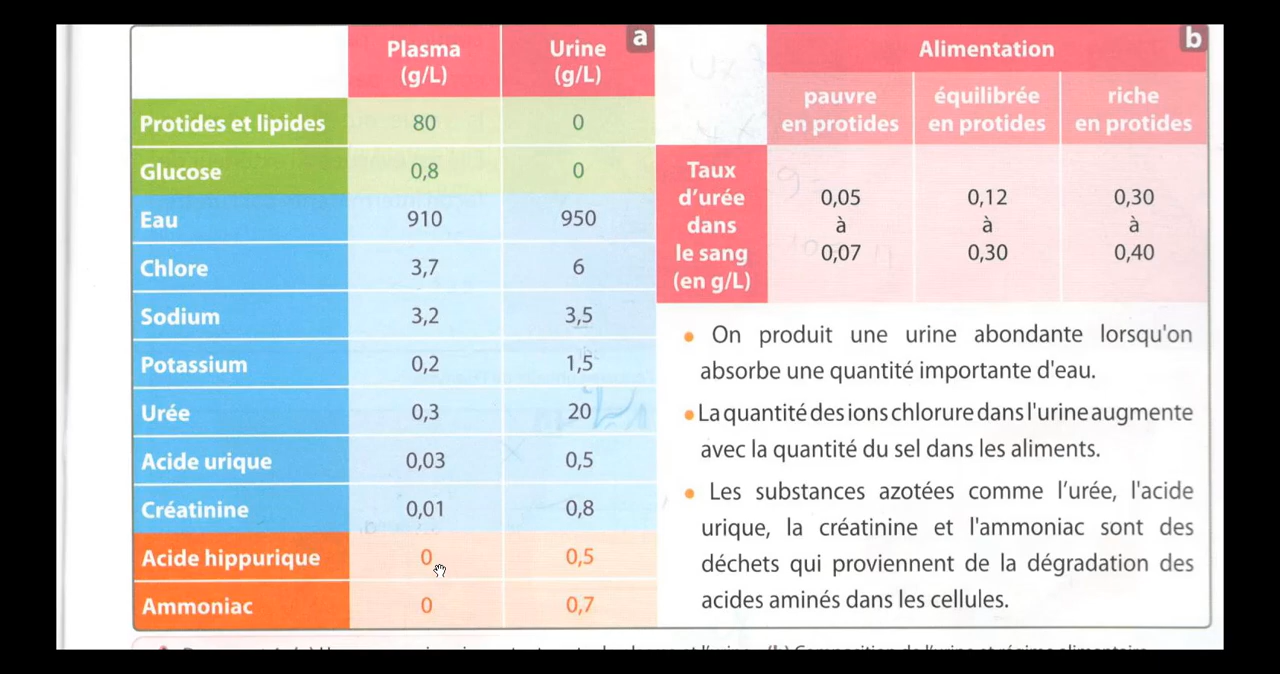 Plasma Urine a
(g/L) (g/L)
Protides et lipides 80 0
Glucose 0,8 0
Eau 910 950
Chlore 3,7 6
Sodium 3,2 3,5
Potassium 0,2 1,5
Urée 0,3 20
Acide urique 0,03 0,5
Créatinine 0,01 0,8
Acide hippurique 0 0,5
Ammoniac 0 0,7
Alimentation b
pauvre équilibrée riche
en protides en protides en protides
Taux
d’urée 0,05 0,12 0,30
dans à à à
le sang 0,07 0,30 0,40
(en g/L)
• On produit une urine abondante lorsqu'on
absorbe une quantité importante d'eau.
• La quantité des ions chlorure dans l'urine augmente
avec la quantité du sel dans les aliments.
• Les substances azotées comme l’urée, l'acide
urique, la créatinine et l'ammoniac sont des
déchets qui proviennent de la dégradation des
acides aminés dans les cellules.